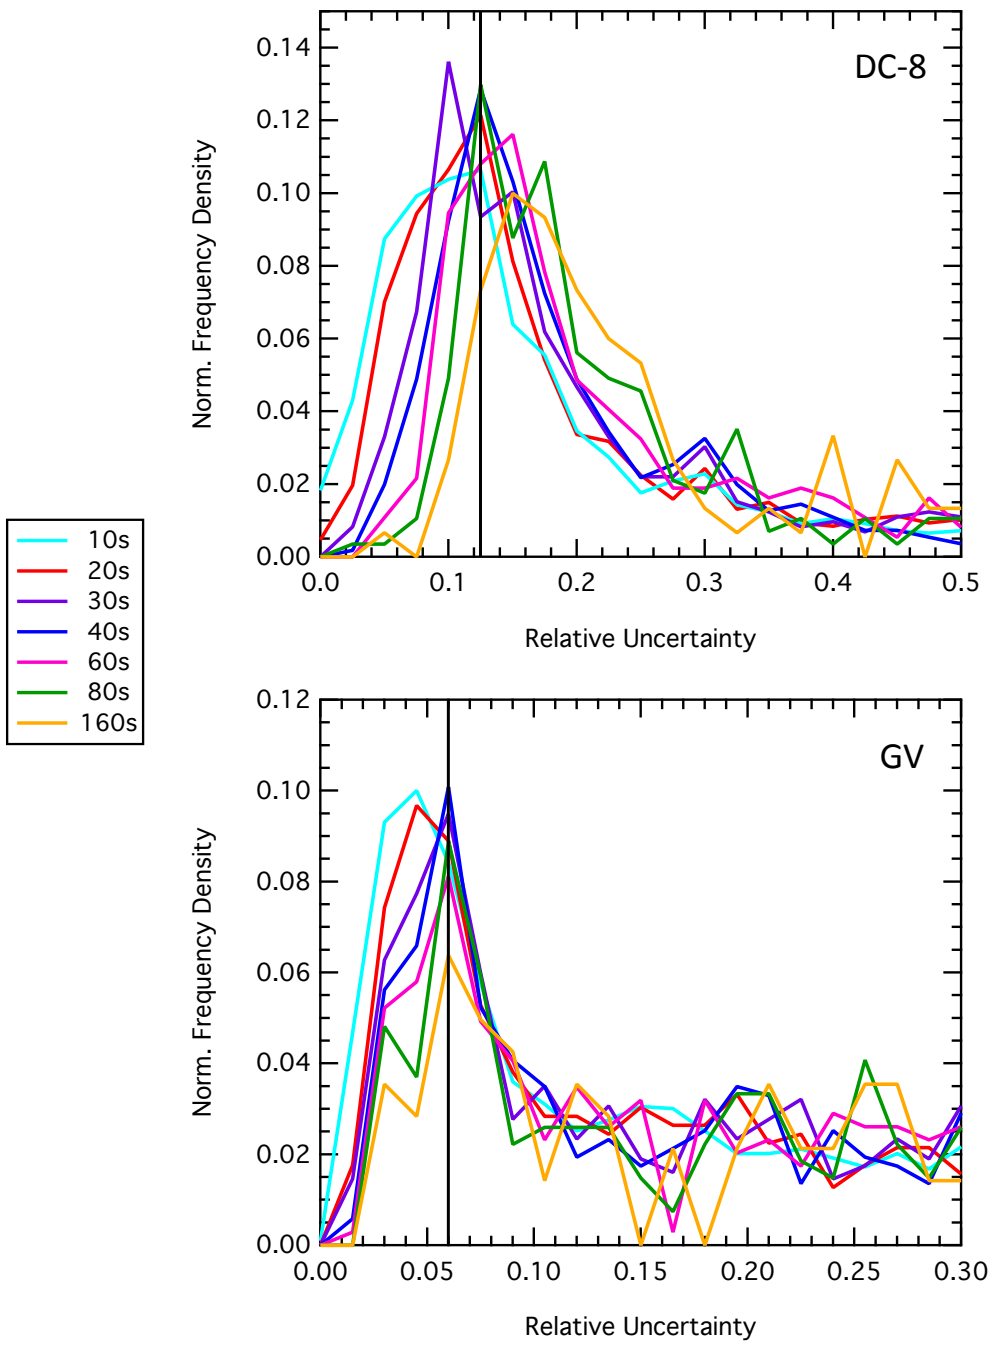 0.14
DC-8
0.12
0.10
0.08
0.06
0.04
0.02
0.00
Norm. Frequency Density
0.0 0.1 0.2 0.3 0.4 0.5
Relative Uncertainty
10s
20s
30s
40s
60s
80s
160s
0.12
GV
0.10
0.08
0.06
0.04
0.02
0.00
Norm. Frequency Density
0.00 0.05 0.10 0.15 0.20 0.25 0.30
Relative Uncertainty